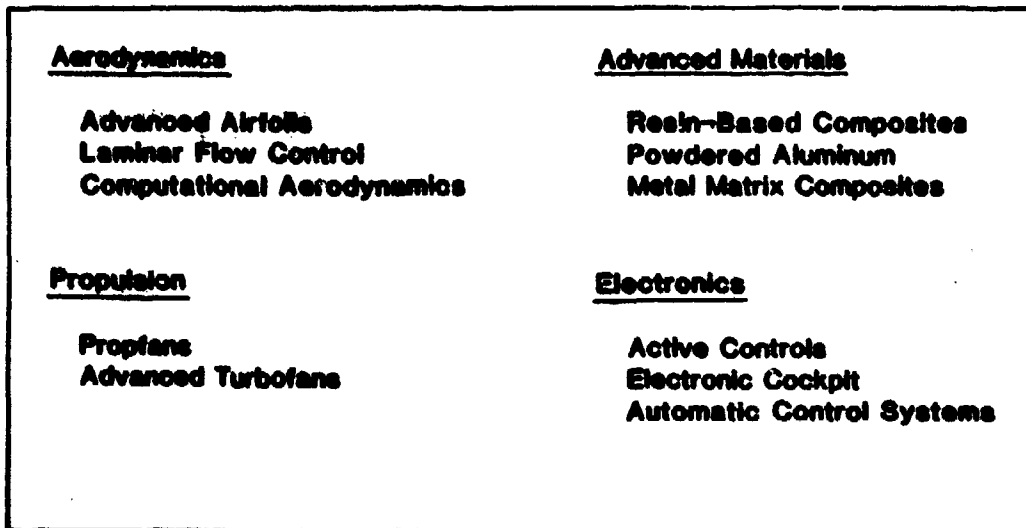 Aerodynamics
Advanced Airfoils
Laminar Flow Control
Computational Aerodynamics
Advanced Materials
Resin-Based Composites
Powdered Aluminum
Metal Matrix Composites
Propulsion
Propfans
Advanced Turbofans
Electronics
Active Controls
Electronic Cockpit
Automatic Control Systems